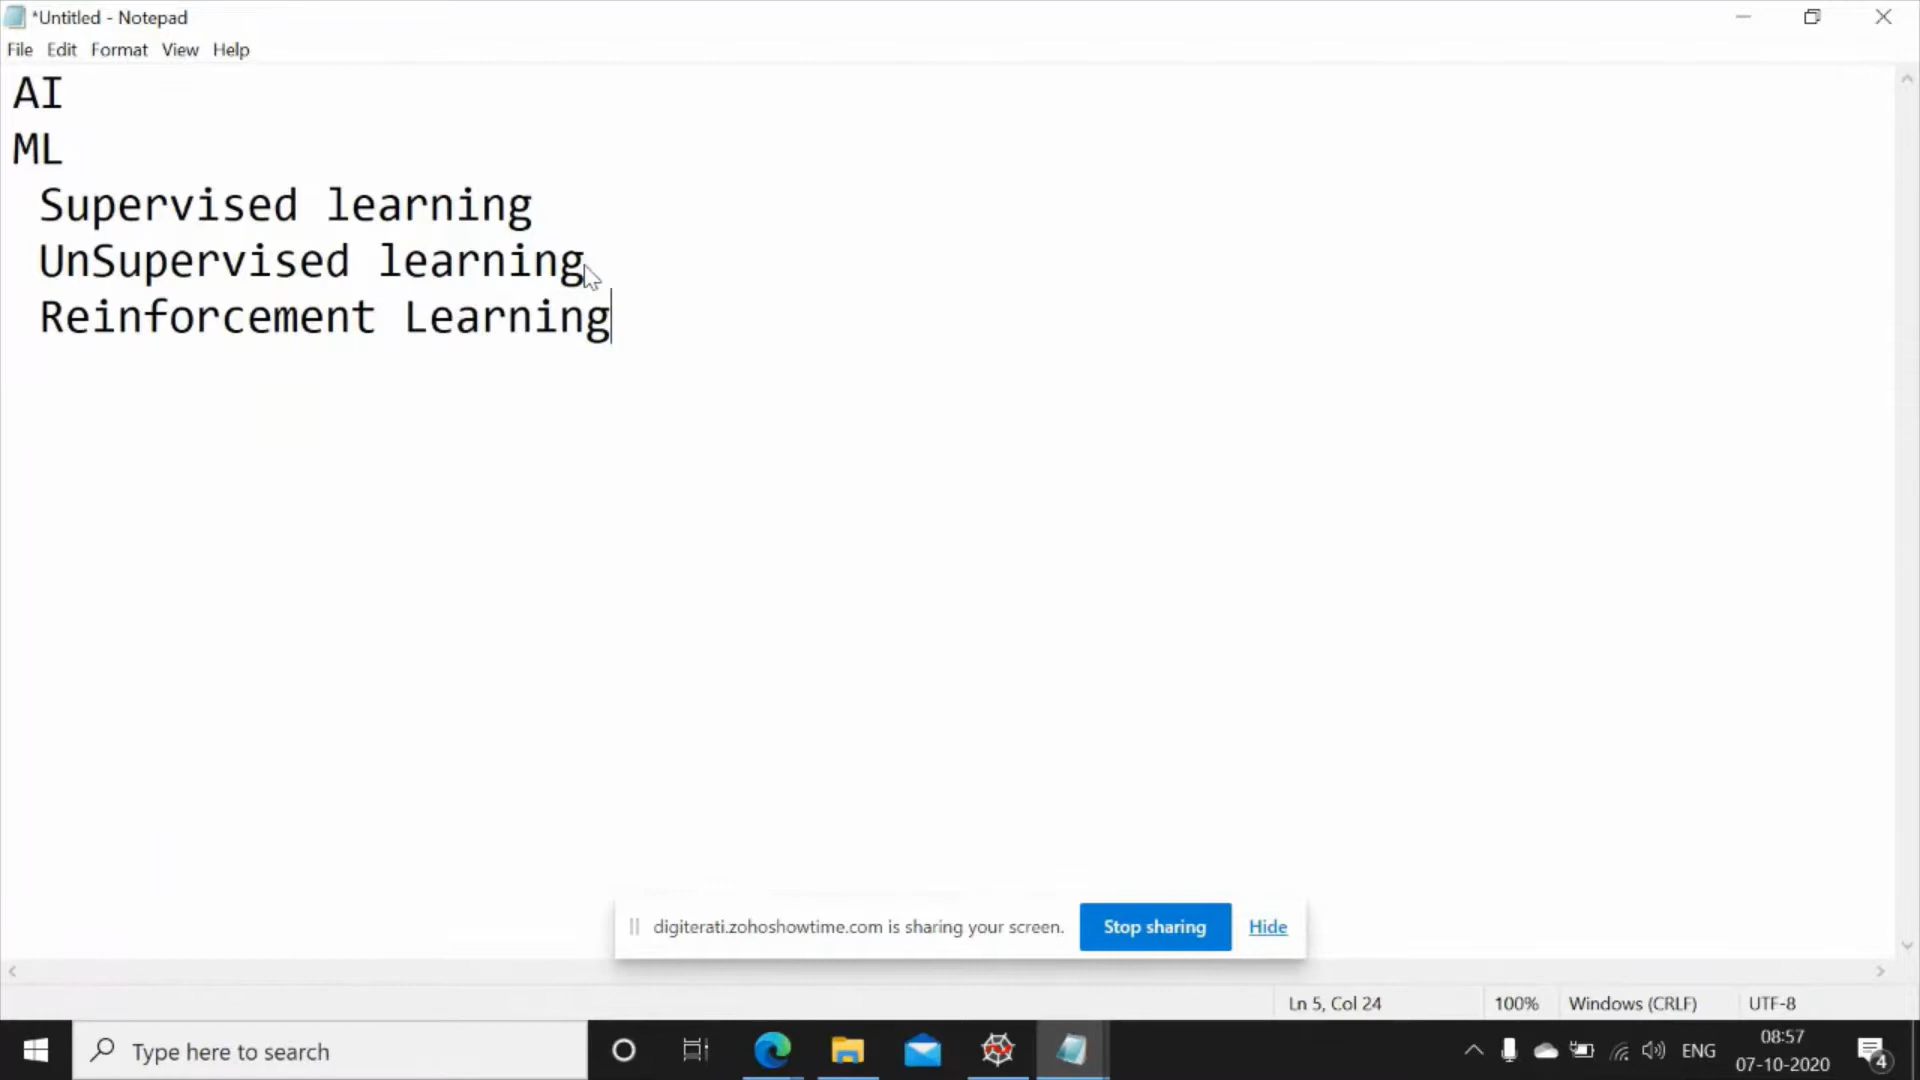 *Untitled - Notepad
File Edit Format View Help
AI
ML
Supervised learning
UnSupervised learning
Reinforcement Learning
digiterati.zohoshowtime.com is sharing your screen.
Stop sharing
Hide
Ln 5, Col 24
100%
Windows (CRLF)
UTF-8
Type here to search
ENG
08:57
07-10-2020
4